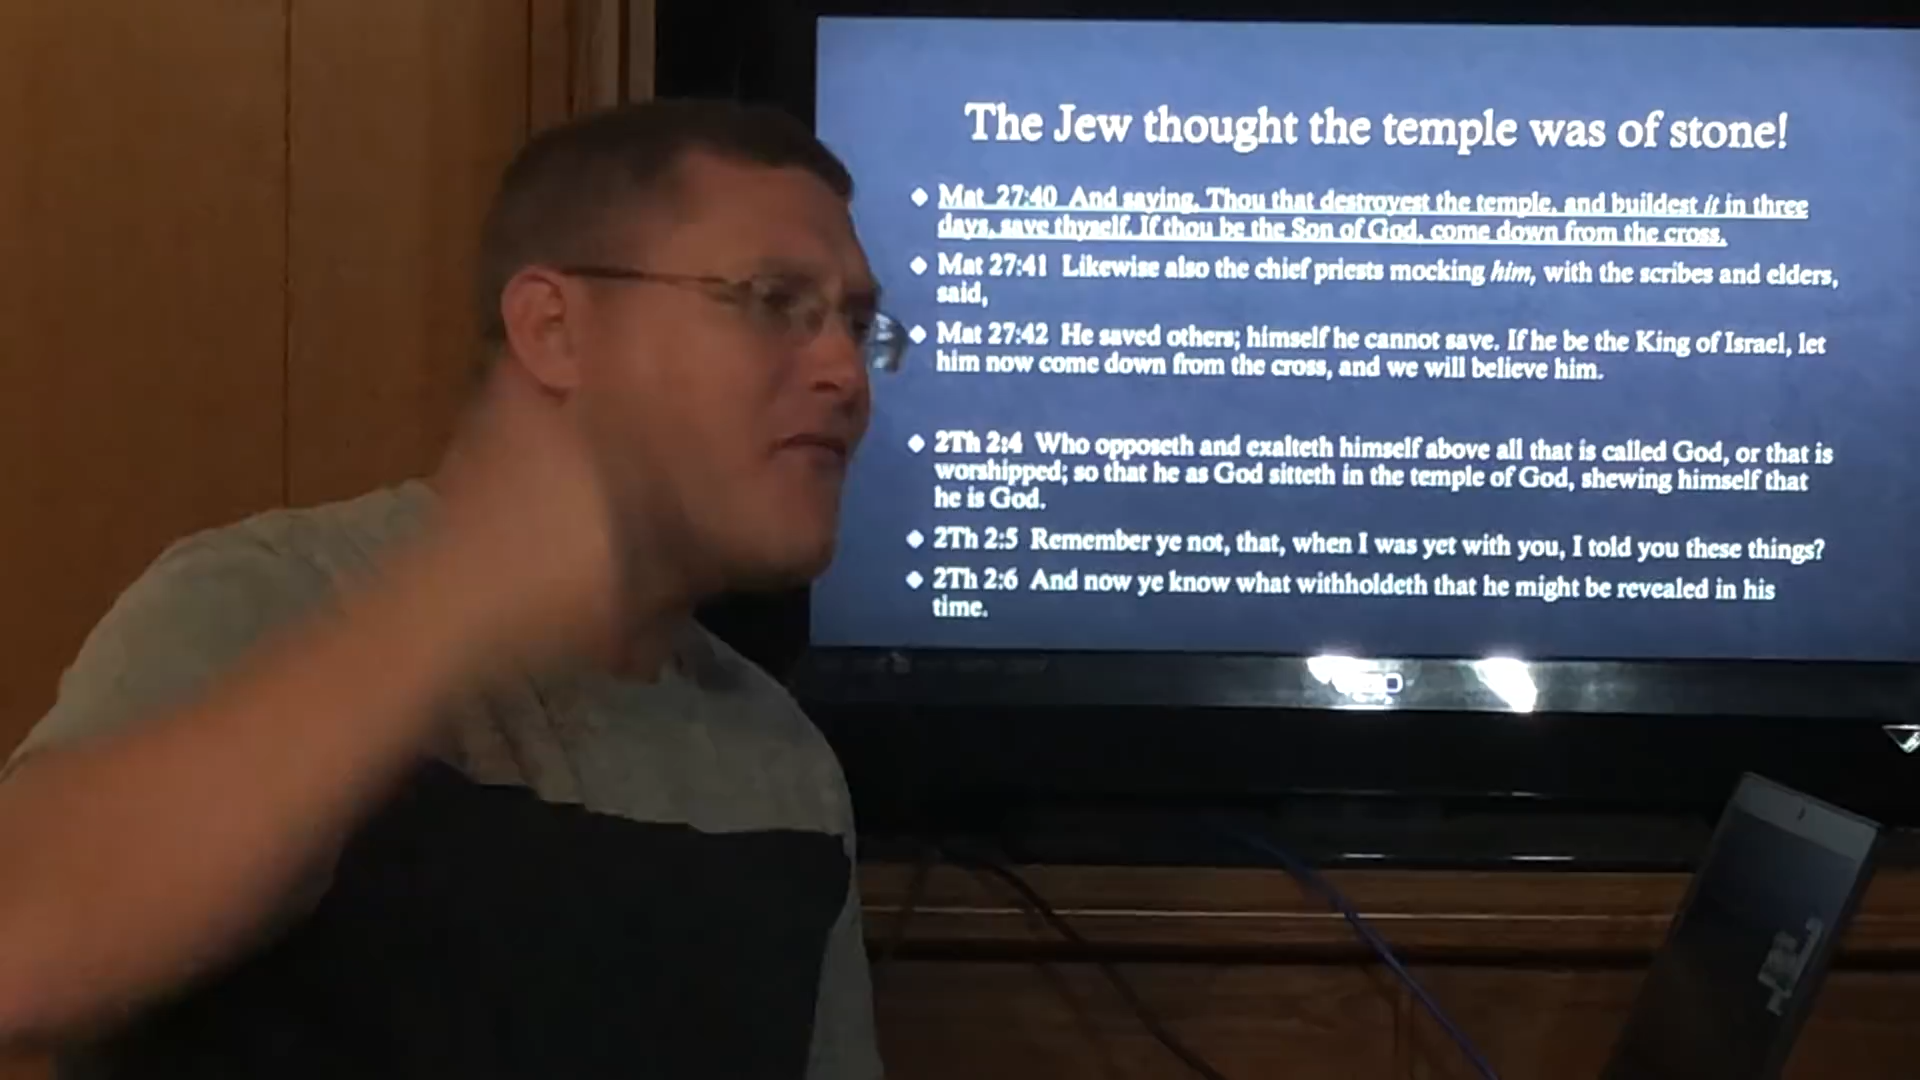 The Jew thought the temple was of stone!
Mat 27:40 And saying, Thou that destroyest the temple, and buildest it in three
days, save thyself. If thou be the Son of God, come down from the cross.
Mat 27:41 Likewise also the chief priests mocking him, with the scribes and elders,
said,
Mat 27:42 He saved others; himself he cannot save. If he be the King of Israel, let
him now come down from the cross, and we will believe him.
2Th 2:4 Who opposeth and exalteth himself above all that is called God, or that is
worshipped; so that he as God sitteth in the temple of God, shewing himself that
he is God.
2Th 2:5 Remember ye not, that, when I was yet with you, I told you these things?
2Th 2:6 And now ye know what withholdeth that he might be revealed in his
time.